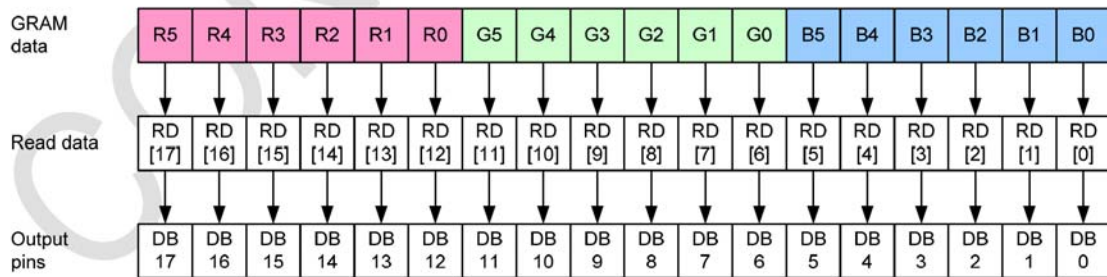 GRAM data
R5 R4 R3 R2 R1 R0 G5 G4 G3 G2 G1 G0 B5 B4 B3 B2 B1 B0
Read data
RD [17] RD [16] RD [15] RD [14] RD [13] RD [12] RD [11] RD [10] RD [9] RD [8] RD [7] RD [6] RD [5] RD [4] RD [3] RD [2] RD [1] RD [0]
Output pins
DB 17 DB 16 DB 15 DB 14 DB 13 DB 12 DB 11 DB 10 DB 9 DB 8 DB 7 DB 6 DB 5 DB 4 DB 3 DB 2 DB 1 DB 0